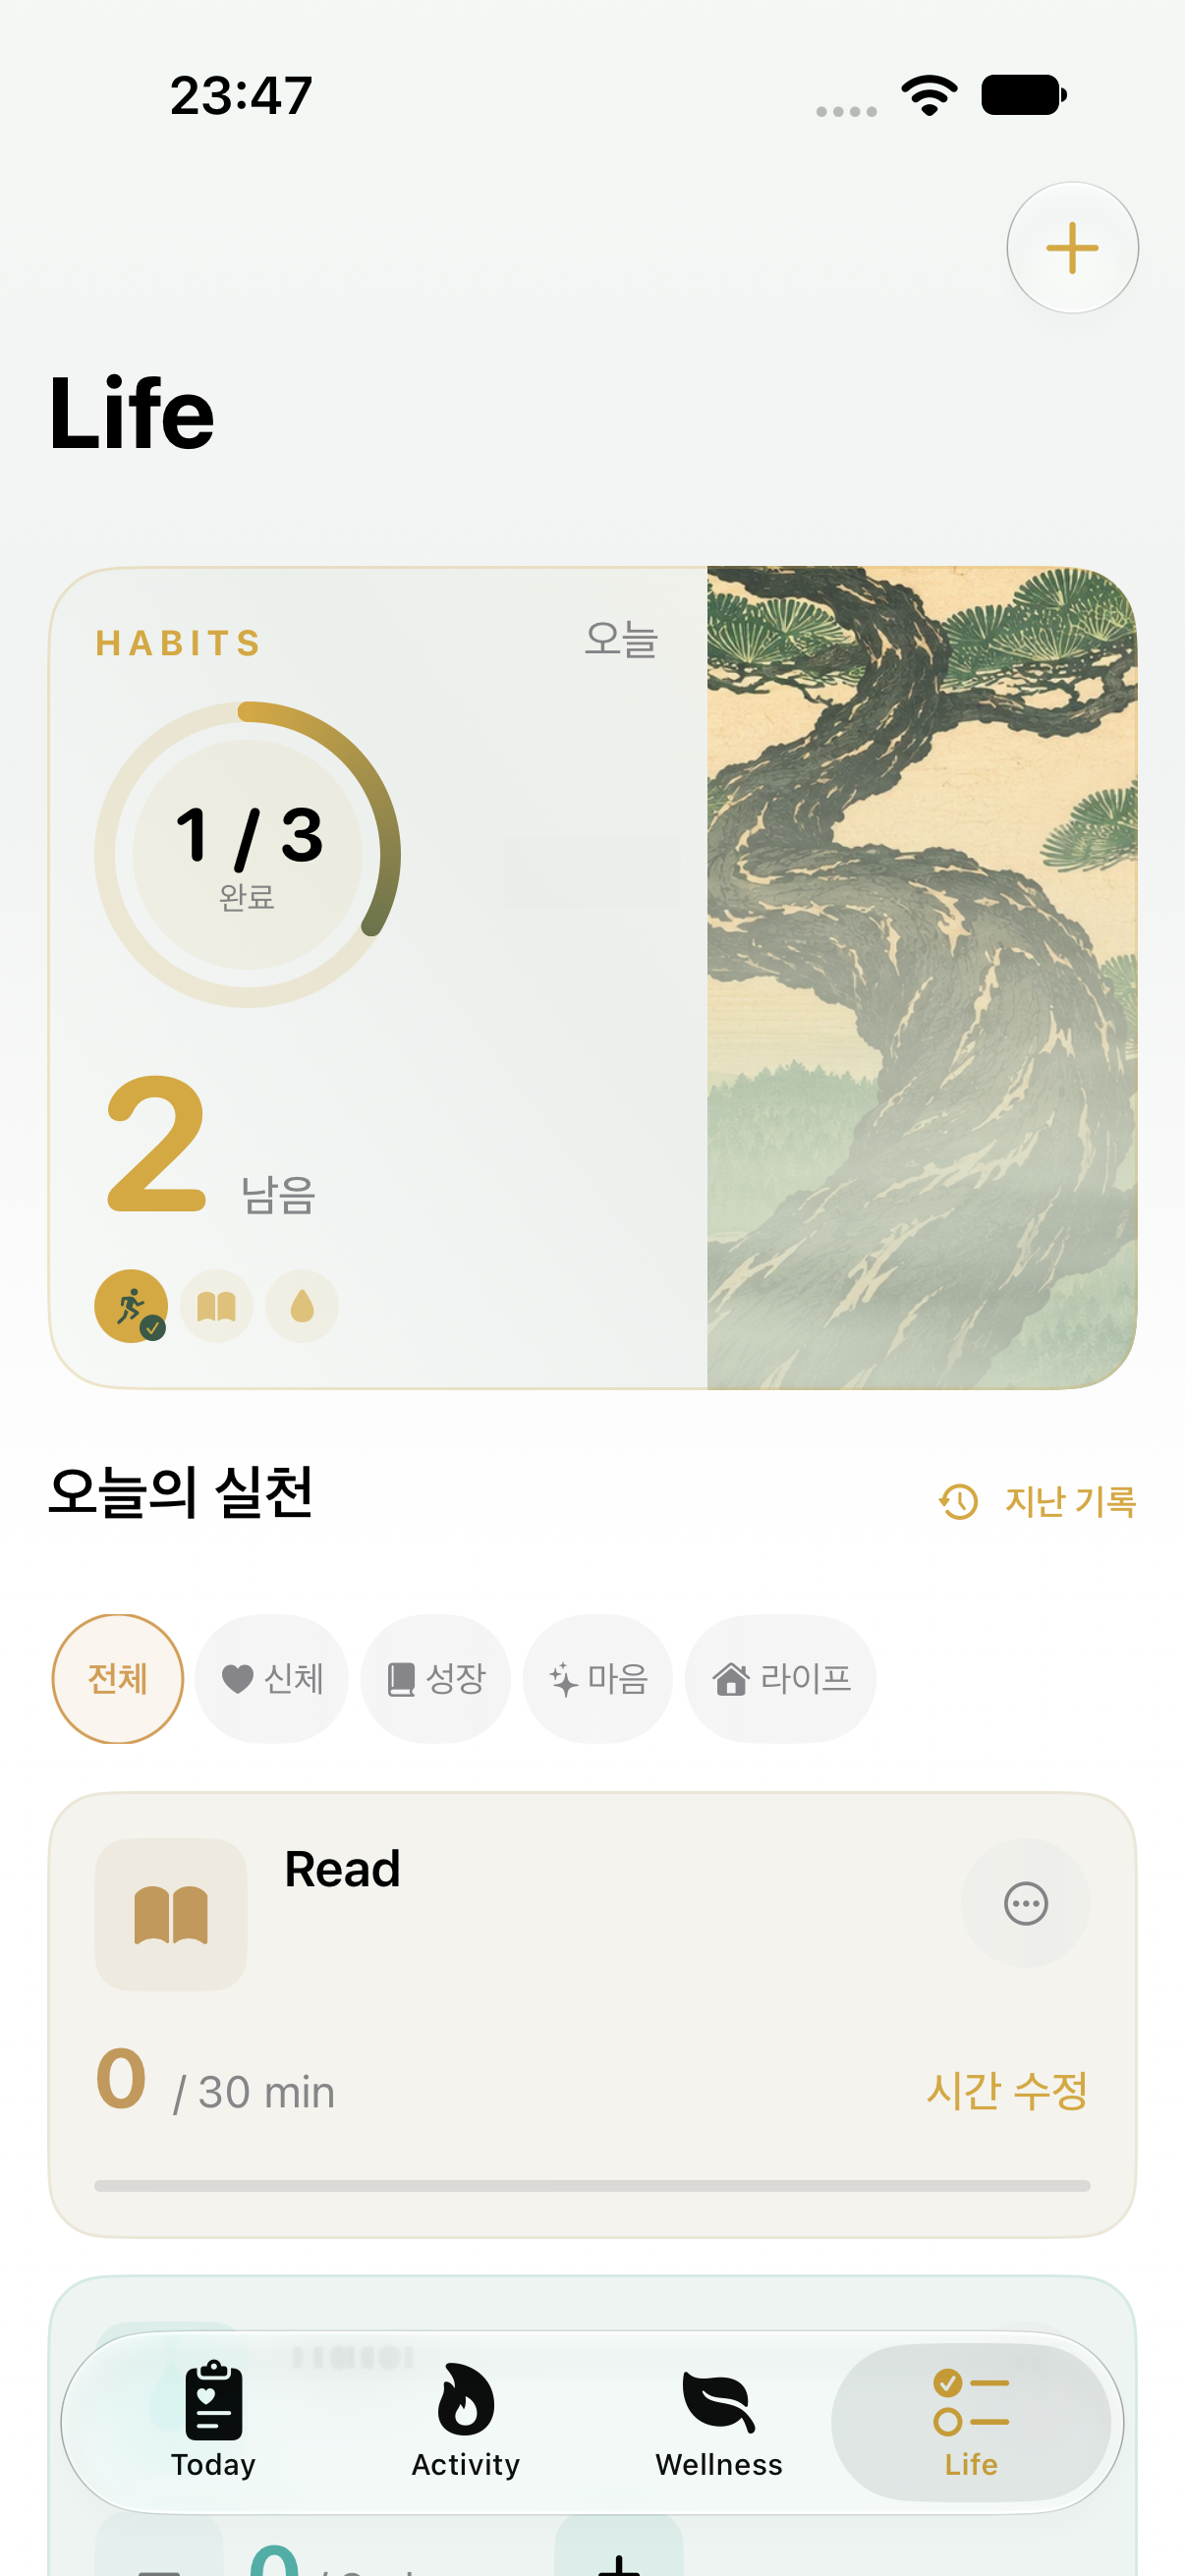 23:47
Life
HABITS 오늘
1 / 3
완료
2 남음
오늘의 실천 지난 기록
전체 신체 성장 마음 라이프
Read
0 / 30 min 시간 수정
Today Activity Wellness Life
0 /